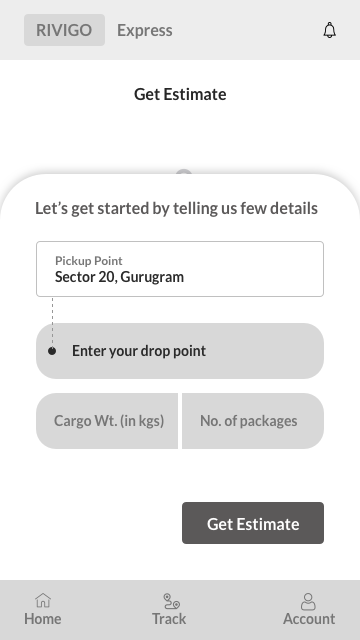 RIVIGO Express
Get Estimate
Let's get started by telling us few details
Pickup Point
Sector 20, Gurugram
Enter your drop point
Cargo Wt. (in kgs) No. of packages
Get Estimate
Home Track Account